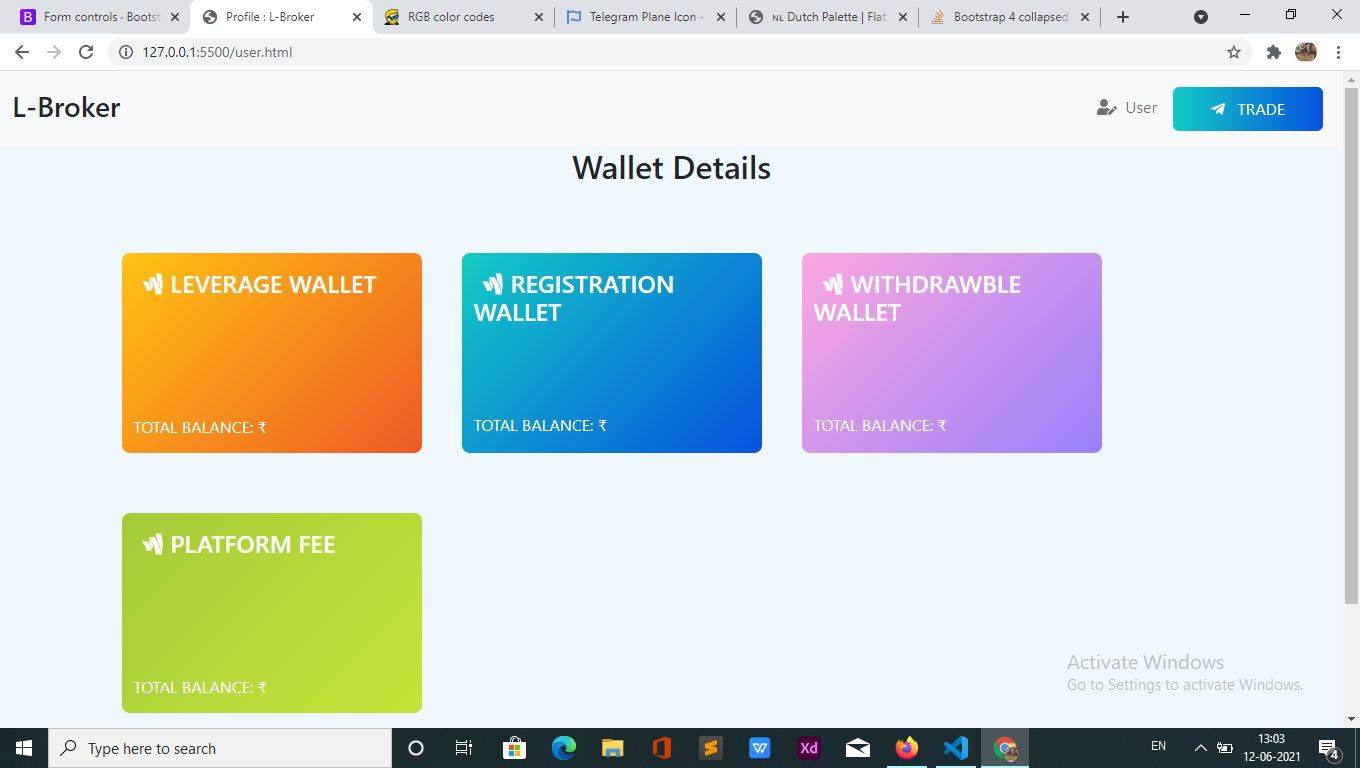 Form controls · Bootst
Profile : L-Broker
RGB color codes
Telegram Plane Icon -
NL Dutch Palette | Flat
Bootstrap 4 collapsed
127.0.0.1:5500/user.html
L-Broker
User
TRADE
Wallet Details
LEVERAGE WALLET
TOTAL BALANCE: ₹
REGISTRATION
WALLET
TOTAL BALANCE: ₹
WITHDRAWBLE
WALLET
TOTAL BALANCE: ₹
PLATFORM FEE
TOTAL BALANCE: ₹
Activate Windows
Go to Settings to activate Windows.
Type here to search
EN
13:03
12-06-2021
4